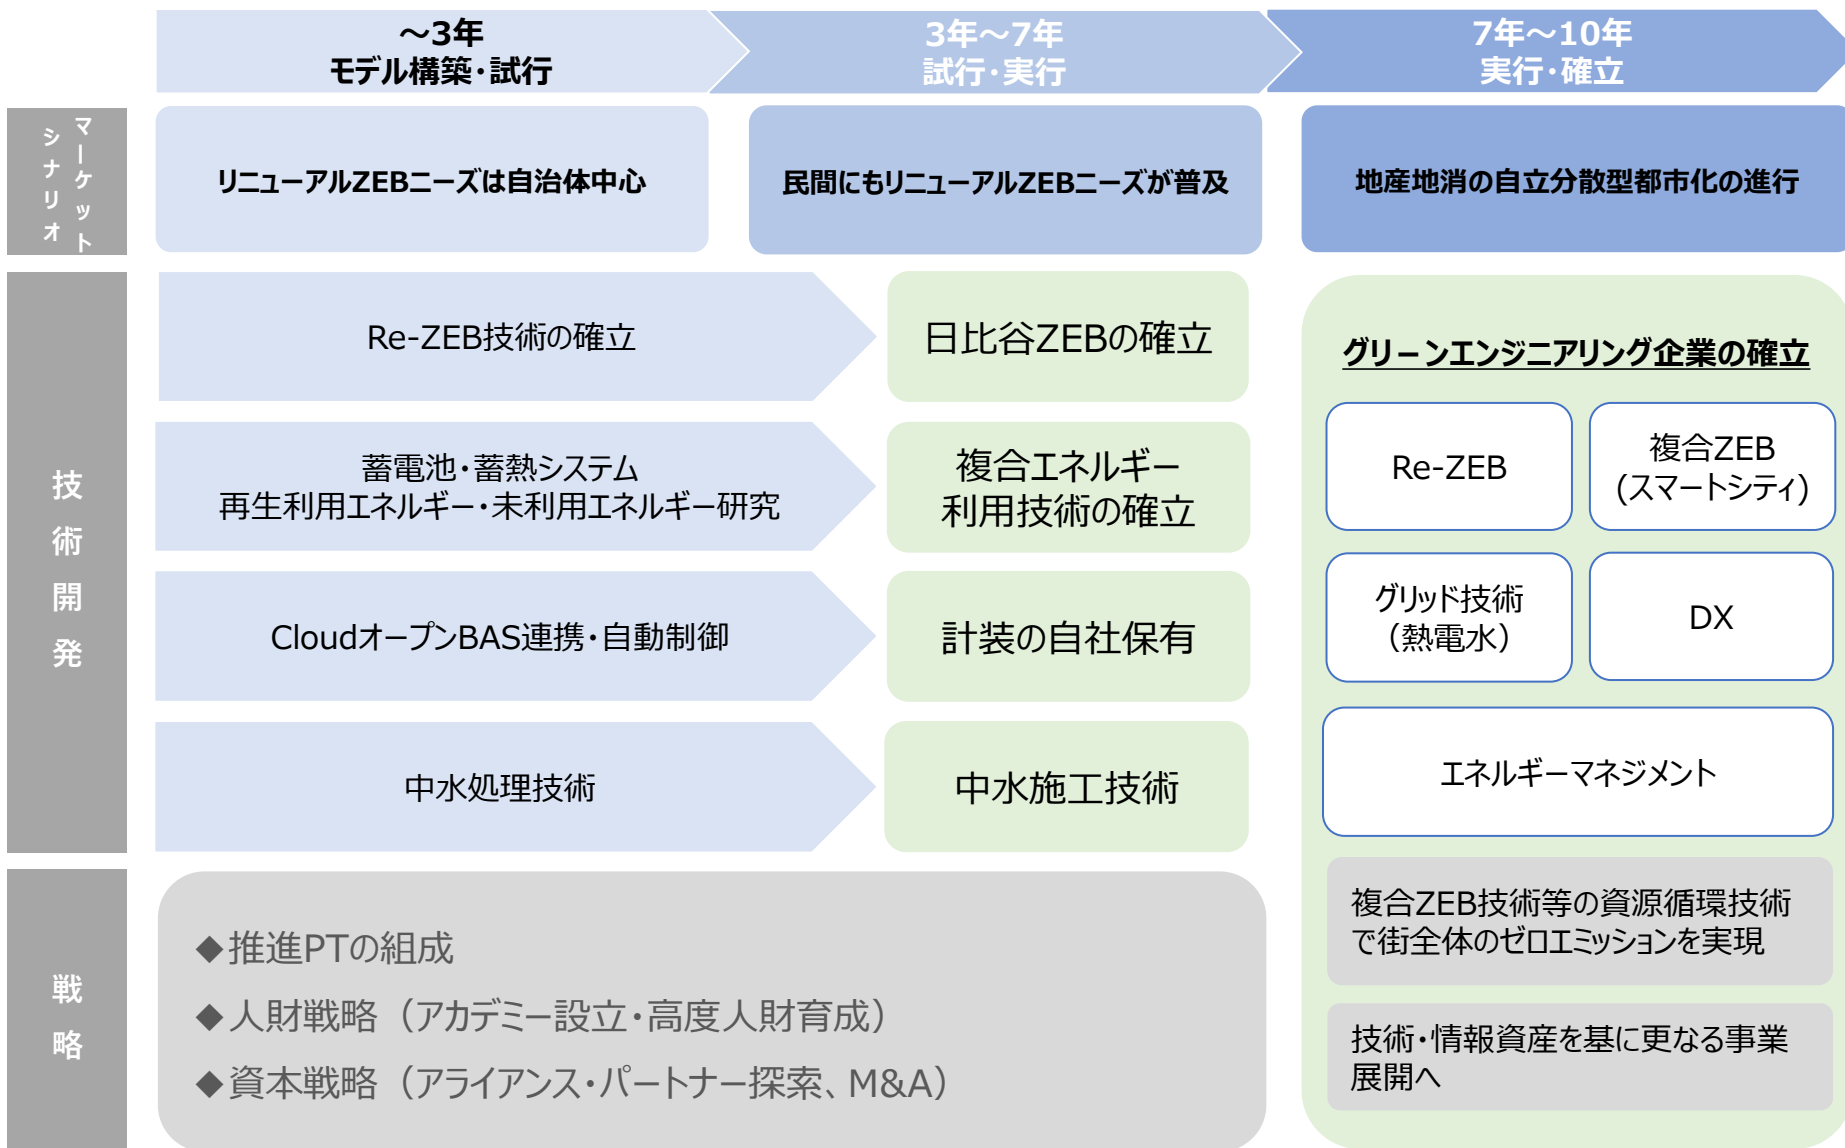 ～3年
モデル構築・試行
3年～7年
試行・実行
7年～10年
実行・確立
マーケット
シナリオ
リニューアルZEBニーズは自治体中心
民間にもリニューアルZEBニーズが普及
地産地消の自立分散型都市化の進行
技術開発
Re-ZEB技術の確立
日比谷ZEBの確立
蓄電池・蓄熱システム
再生利用エネルギー・未利用エネルギー研究
複合エネルギー
利用技術の確立
CloudオープンBAS連携・自動制御
計装の自社保有
中水処理技術
中水施工技術
グリーンエンジニアリング企業の確立
Re-ZEB
複合ZEB
(スマートシティ)
グリッド技術
（熱電水）
DX
エネルギーマネジメント
戦略
◆推進PTの組成
◆人財戦略（アカデミー設立・高度人財育成）
◆資本戦略（アライアンス・パートナー探索、M&A）
複合ZEB技術等の資源循環技術
で街全体のゼロエミッションを実現
技術・情報資産を基に更なる事業
展開へ